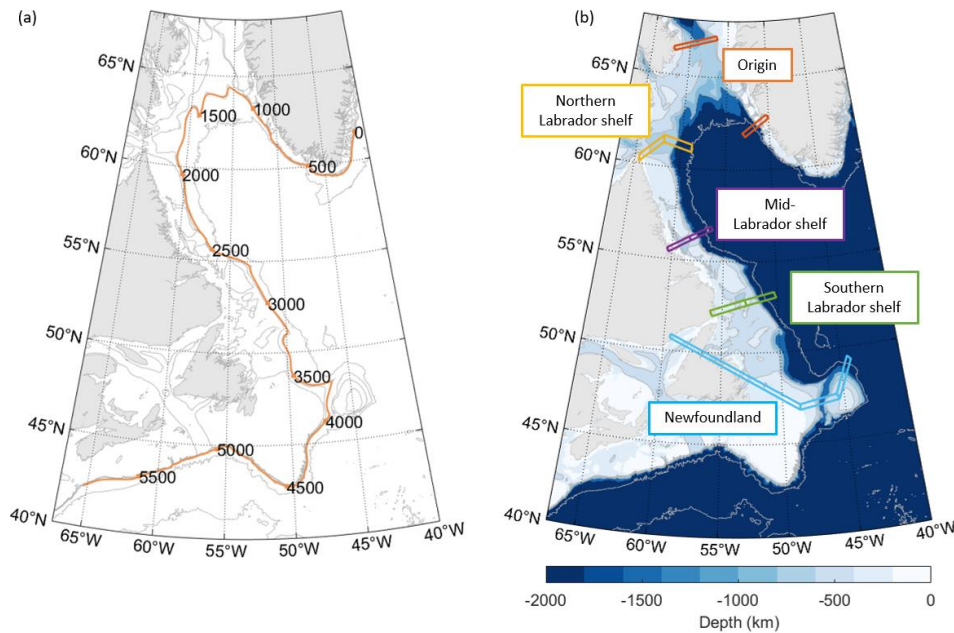 (a)
65°N
60°N
55°N
50°N
45°N
40°N
0
500
1000
1500
2000
2500
3000
3500
4000
4500
5000
5500
65°W
60°W
55°W
50°W
45°W
40°W
(b)
65°N
60°N
55°N
50°N
45°N
40°N
Origin
Northern
Labrador shelf
Mid-
Labrador shelf
Southern
Labrador shelf
Newfoundland
65°W
60°W
55°W
50°W
45°W
40°W
-2000
-1500
-1000
-500
0
Depth (km)